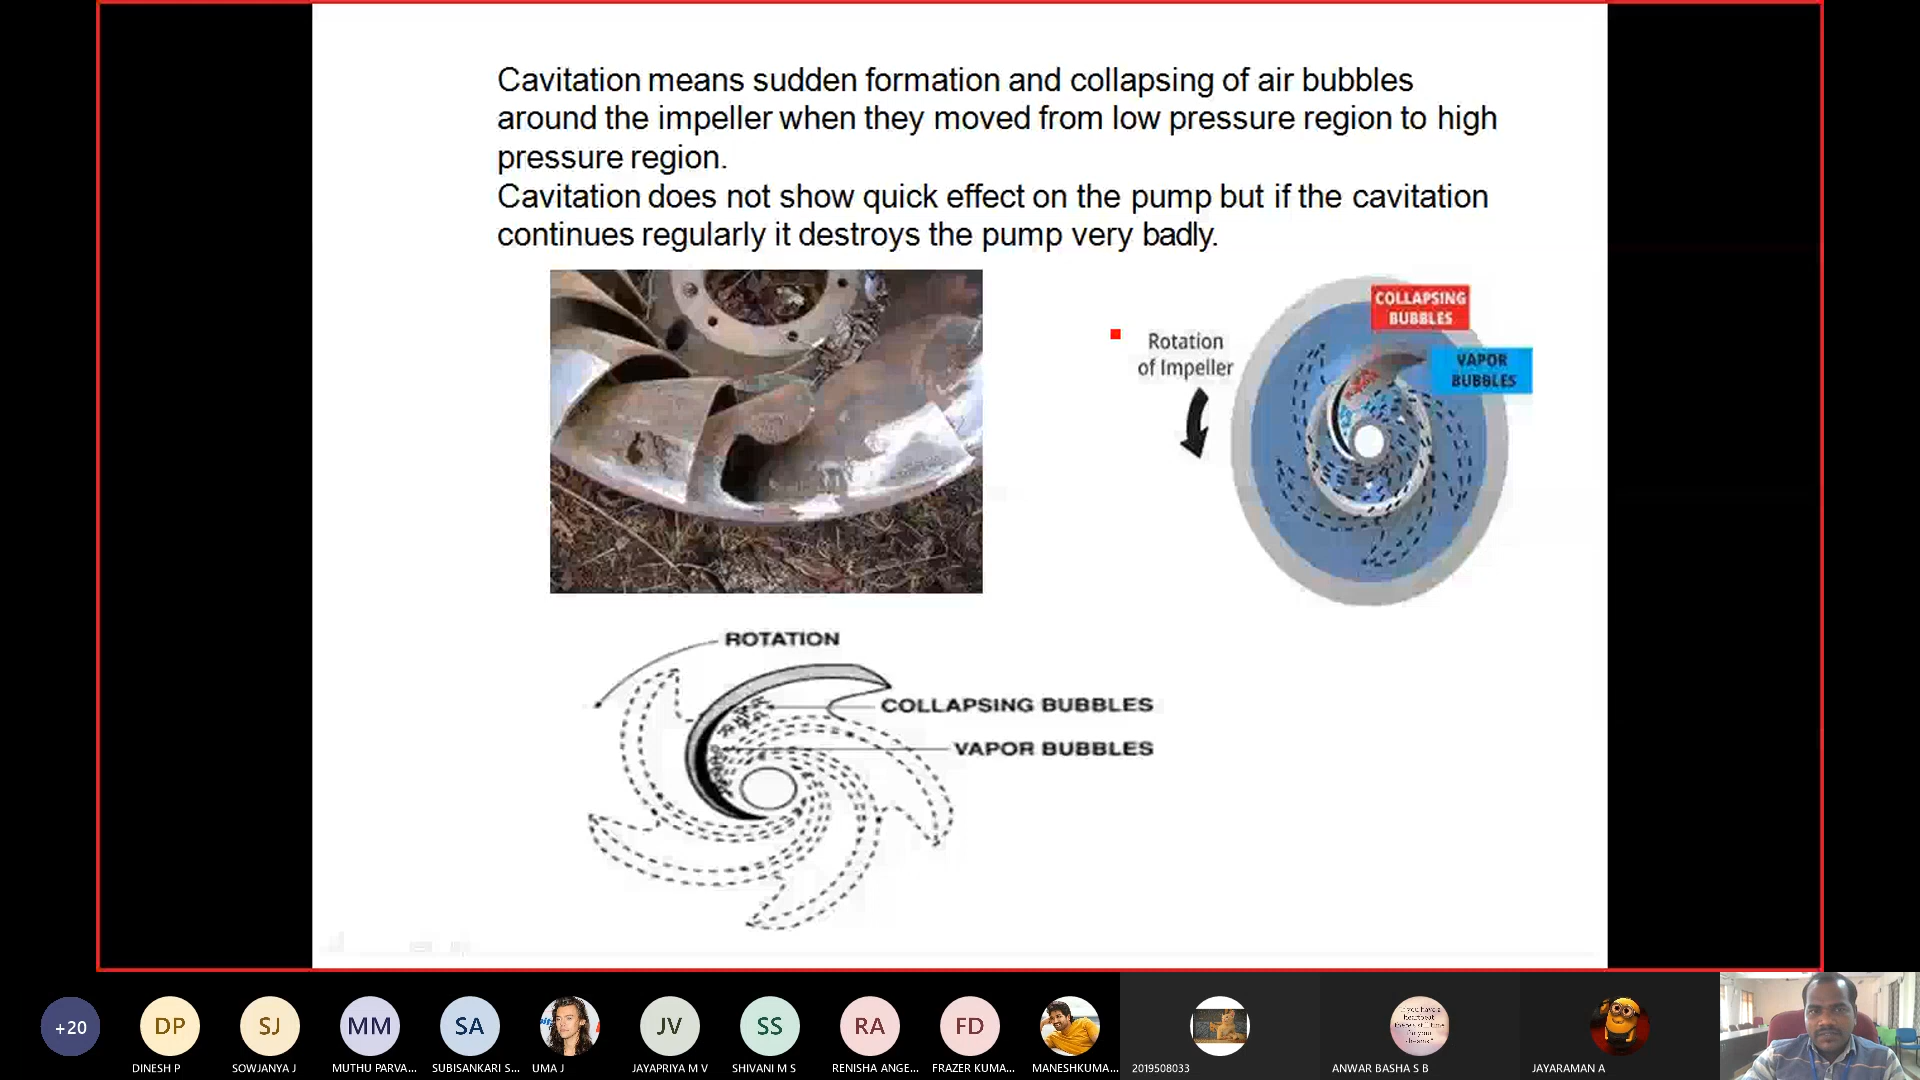 Cavitation means sudden formation and collapsing of air bubbles
around the impeller when they moved from low pressure region to high
pressure region.
Cavitation does not show quick effect on the pump but if the cavitation
continues regularly it destroys the pump very badly.
COLLAPSING
BUBBLES
Rotation
of Impeller
VAPOR
BUBBLES
ROTATION
COLLAPSING BUBBLES
VAPOR BUBBLES
+20
DP
SJ
MM
SA
JV
SS
RA
FD
DINESH P
SOWJANYA J
MUTHU PARVA...
SUBISANKARI S...
UMA J
JAYAPRIYA M V
SHIVANI M S
RENISHA ANGE...
FRAZER KUMA...
MANESHKUMA...
2019508033
ANWAR BASHA S B
JAYARAMAN A